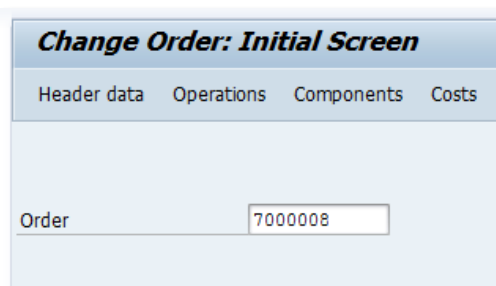 Change Order: Initial Screen
Header data Operations Components Costs
Order 7000008